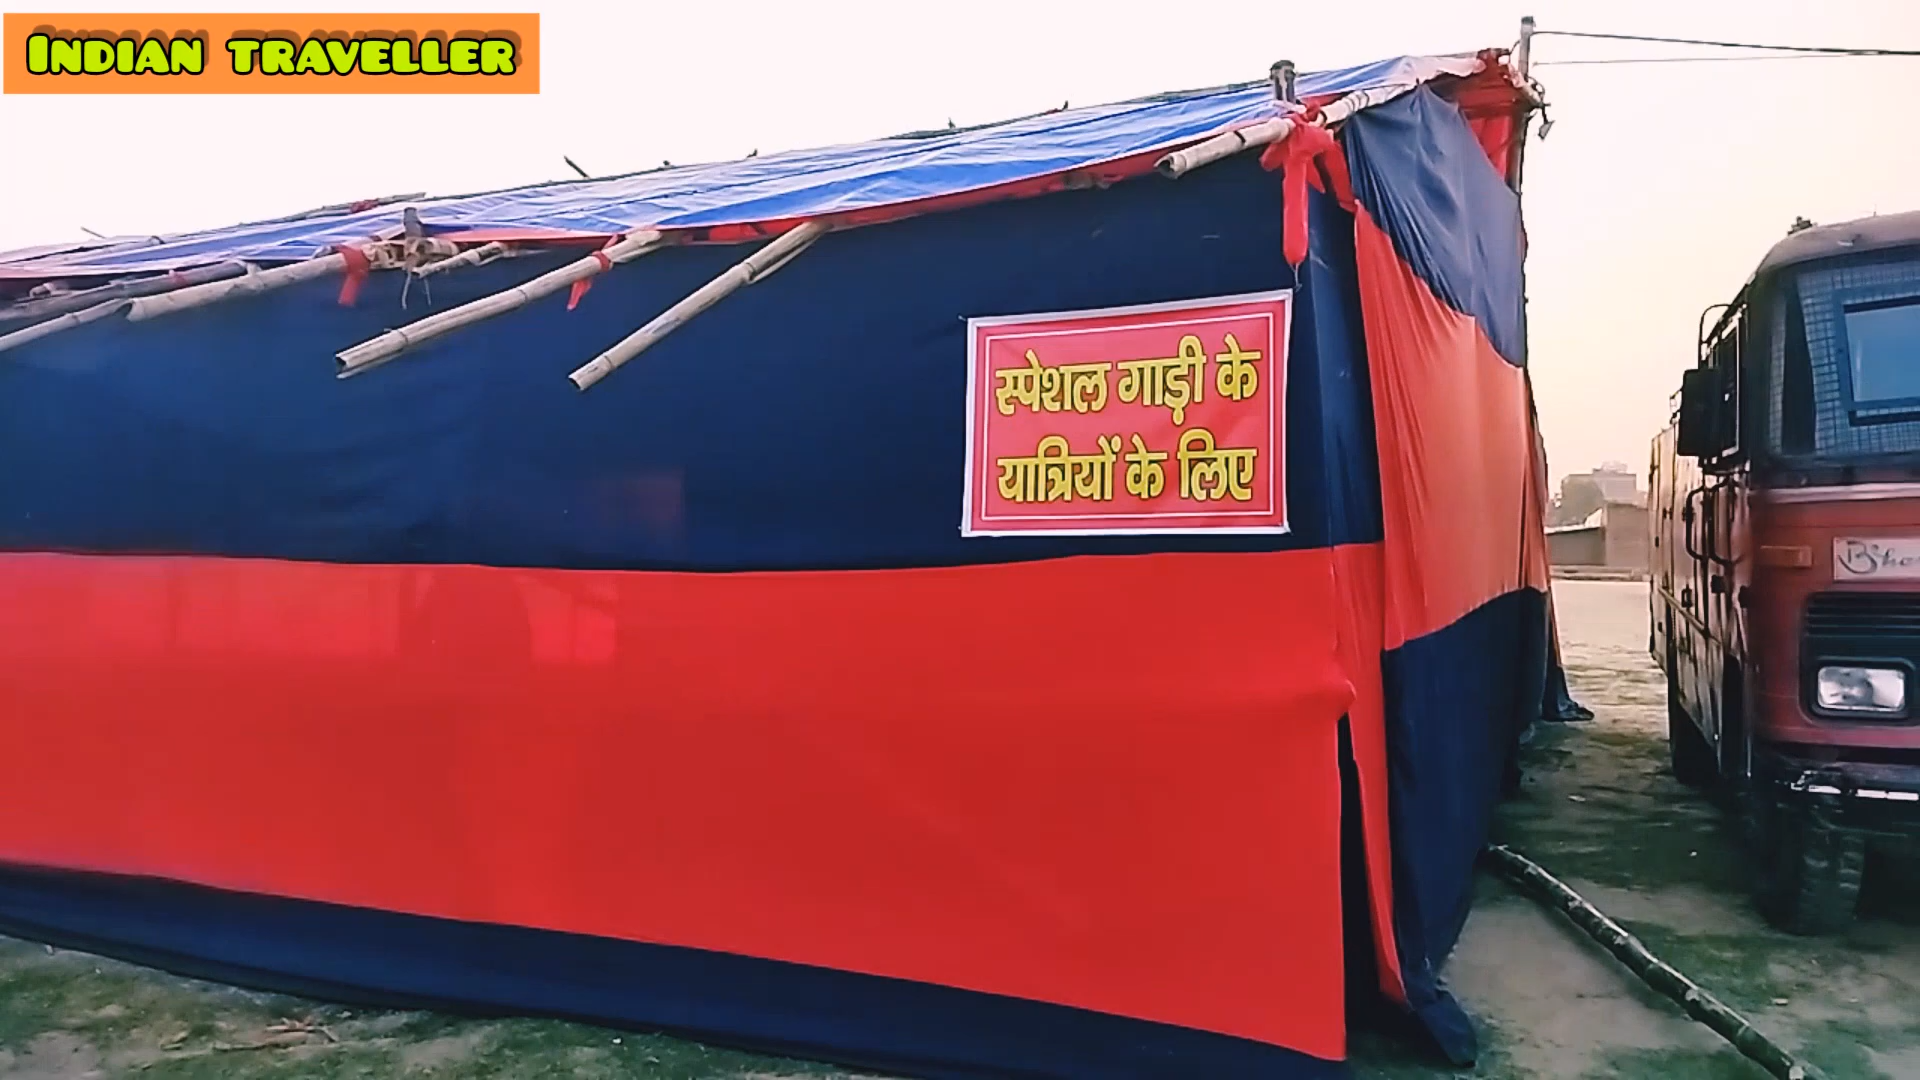 INDIAN TRAVELLER
स्पेशल गाड़ी के
यात्रियों के लिए